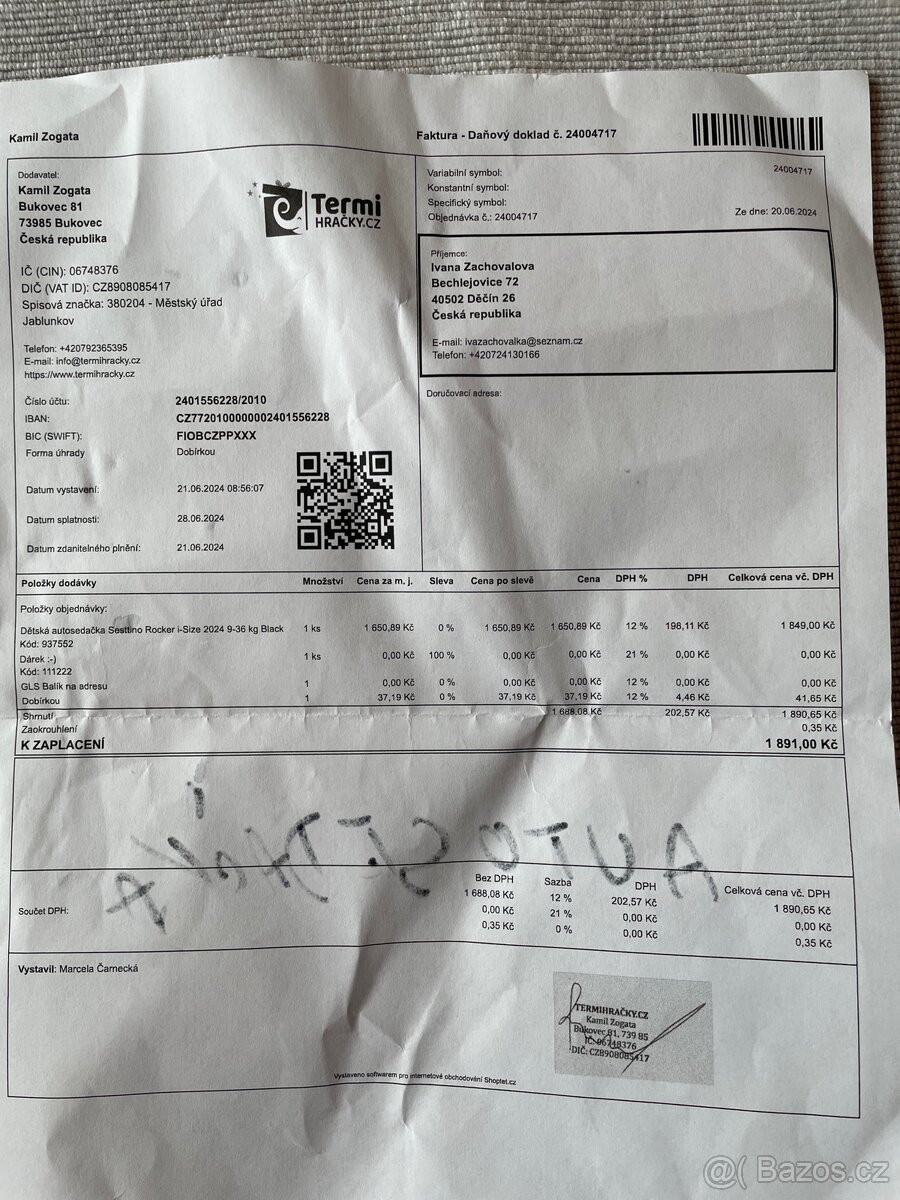 Kamil Zogata
Faktura - Daňový doklad č. 24004717
Dodavatel:
Kamil Zogata
Bukovec 81
73985 Bukovec
Česká republika
Termi
HRAČKY.CZ
IČ (CIN): 06748376
DIČ (VAT ID): CZ8908085417
Spisová značka: 380204 - Městský úřad
Jablunkov
Telefon: +420792365395
E-mail: info@termihracky.cz
https://www.termihracky.cz
Číslo účtu: 2401556228/2010
IBAN: CZ7720100000002401556228
BIC (SWIFT): FIOBCZPPXXX
Forma úhrady Dobírkou
Datum vystavení: 21.06.2024 08:56:07
Datum splatnosti: 28.06.2024
Datum zdanitelného plnění: 21.06.2024
Variabilní symbol: 24004717
Konstantní symbol:
Specifický symbol:
Objednávka č.: 24004717 Ze dne: 20.06.2024
Příjemce:
Ivana Zachovalova
Bechlejovice 72
40502 Děčín 26
Česká republika
E-mail: ivazachovalka@seznam.cz
Telefon: +420724130166
Doručovací adresa:
Položky dodávky Množství Cena za m. j. Sleva Cena po slevě Cena DPH % DPH Celková cena vč. DPH
Položky objednávky:
Dětská autosedačka Sesttino Rocker i-Size 2024 9-36 kg Black 1 ks 1 650,89 Kč 0 % 1 650,89 Kč 1 650,89 Kč 12 % 198,11 Kč 1 849,00 Kč
Kód: 937552
Dárek :-) 1 ks 0,00 Kč 100 % 0,00 Kč 0,00 Kč 21 % 0,00 Kč 0,00 Kč
Kód: 111222
GLS Balík na adresu 1 0,00 Kč 0 % 0,00 Kč 0,00 Kč 12 % 0,00 Kč 0,00 Kč
Dobírkou 1 37,19 Kč 0 % 37,19 Kč 37,19 Kč 12 % 4,46 Kč 41,65 Kč
Shrnutí 1 688,08 Kč 202,57 Kč 1 890,65 Kč
Zaokrouhlení 0,35 Kč
K ZAPLACENÍ 1 891,00 Kč
Bez DPH Sazba DPH Celková cena vč. DPH
Součet DPH: 1 688,08 Kč 12 % 202,57 Kč 1 890,65 Kč
0,00 Kč 21 % 0,00 Kč 0,00 Kč
0,35 Kč 0 % 0,00 Kč 0,35 Kč
Vystavil: Marcela Čarnecká
TERMIHRAČKY.CZ
Kamil Zogata
Bukovec 81, 739 85
IČ: 06748376
DIČ: CZ8908085417
Vystaveno softwarem pro internetové obchodování Shoptet.cz
@( Bazos.cz